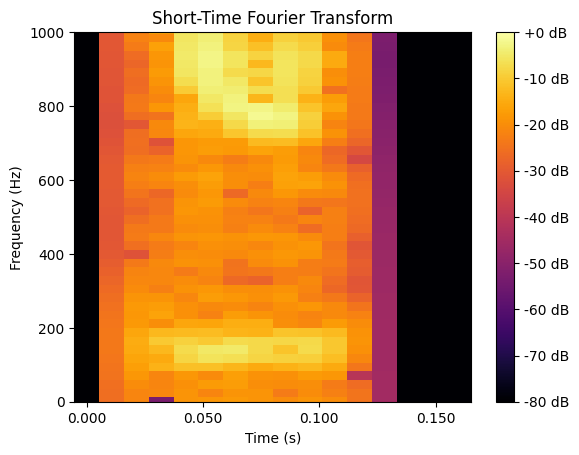 Short-Time Fourier Transform
1000
800
600
400
200
0
Frequency (Hz)
0.000
0.050
0.100
0.150
Time (s)
+0 dB
-10 dB
-20 dB
-30 dB
-40 dB
-50 dB
-60 dB
-70 dB
-80 dB